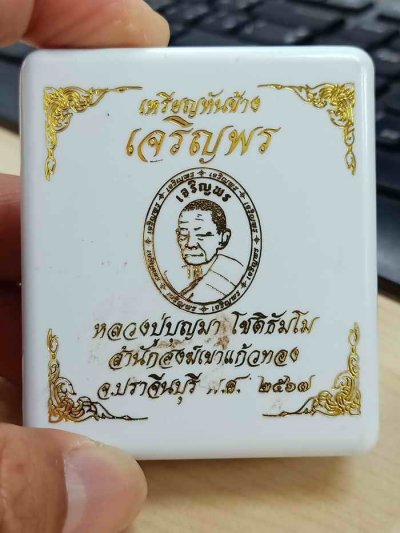 เหรียญหันข้าง
เจริญพร
เจริญพร
หลวงปู่บุญมา โชติธัมโม
สำนักสงฆ์เขาแก้วทอง
จ.ปราจีนบุรี พ.ศ. ๒๕๖๗